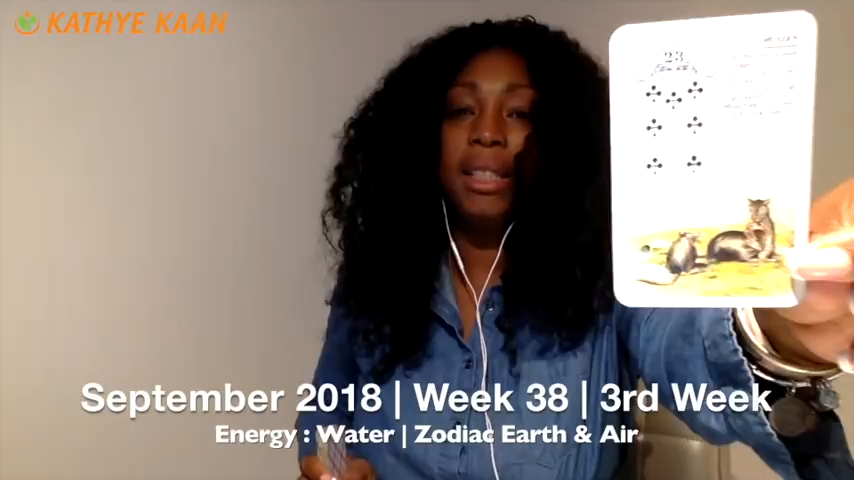 KATHYE KAAN
23
September 2018 | Week 38 | 3rd Week
Energy : Water | Zodiac Earth & Air